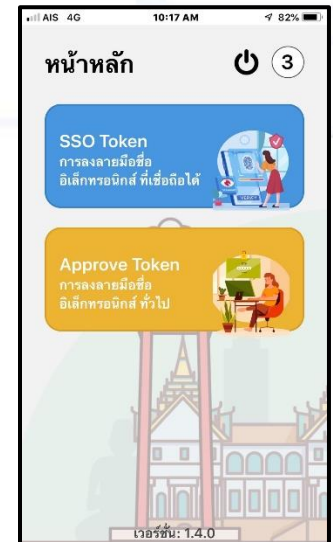 AIS 4G 10:17 AM 82%
หน้าหลัก 3
SSO Token
การลงลายมือชื่อ
อิเล็กทรอนิกส์ ที่เชื่อถือได้
Approve Token
การลงลายมือชื่อ
อิเล็กทรอนิกส์ ทั่วไป
เวอร์ชั่น: 1.4.0